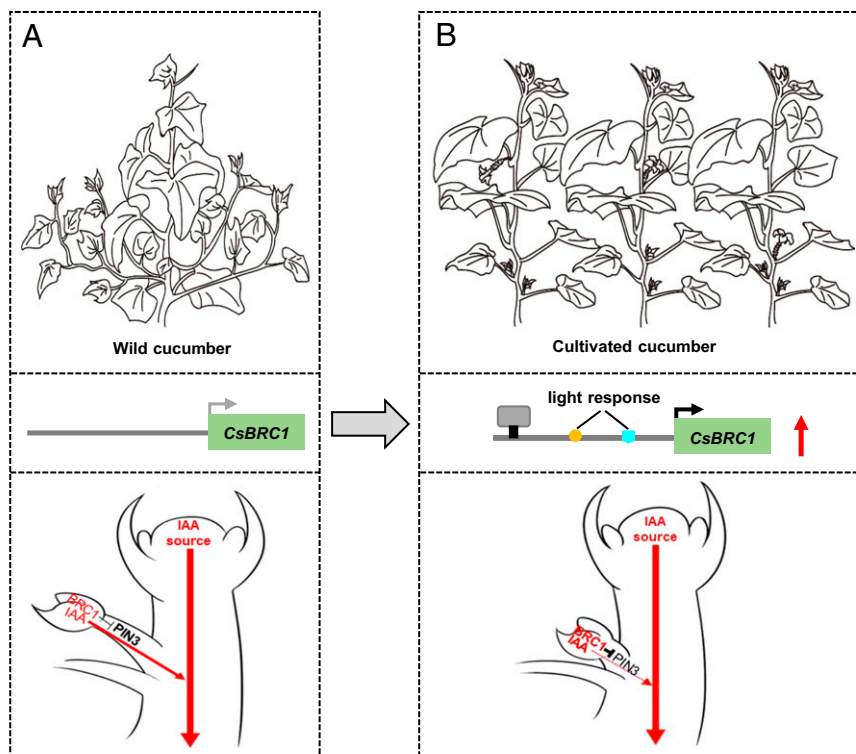 A
Wild cucumber
CsBRC1
IAA
source
BRC1
IAA
PIN3
B
Cultivated cucumber
light response
CsBRC1
IAA
source
BRC1
IAA
PIN3